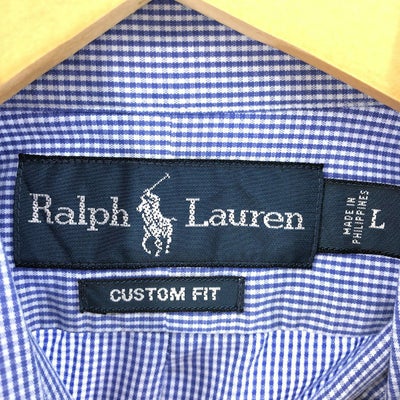 Ralph Lauren
MADE IN
PHILIPPINES
L
CUSTOM FIT